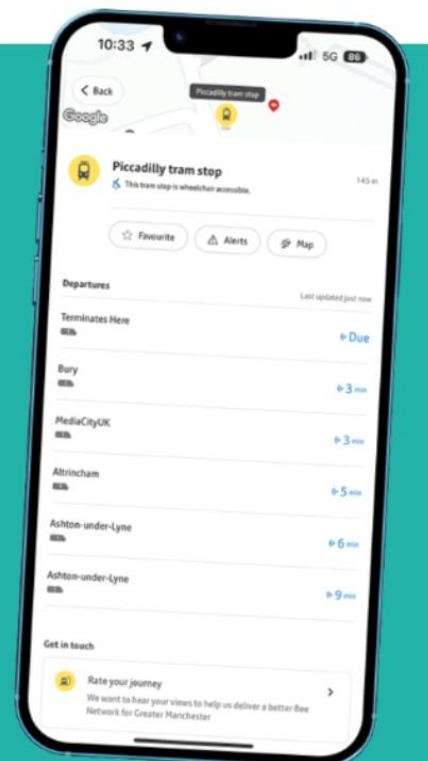 10:33
5G 86
Back
Piccadilly tram stop
Google
Piccadilly tram stop
145 m
This tram stop is wheelchair accessible.
Favourite
Alerts
Map
Departures
Last updated just now
Terminates Here
Due
Bury
3 min
MediaCityUK
3 min
Altrincham
5 min
Ashton-under-Lyne
6 min
Ashton-under-Lyne
9 min
Get in touch
Rate your journey
We want to hear your views to help us deliver a better Bee
Network for Greater Manchester